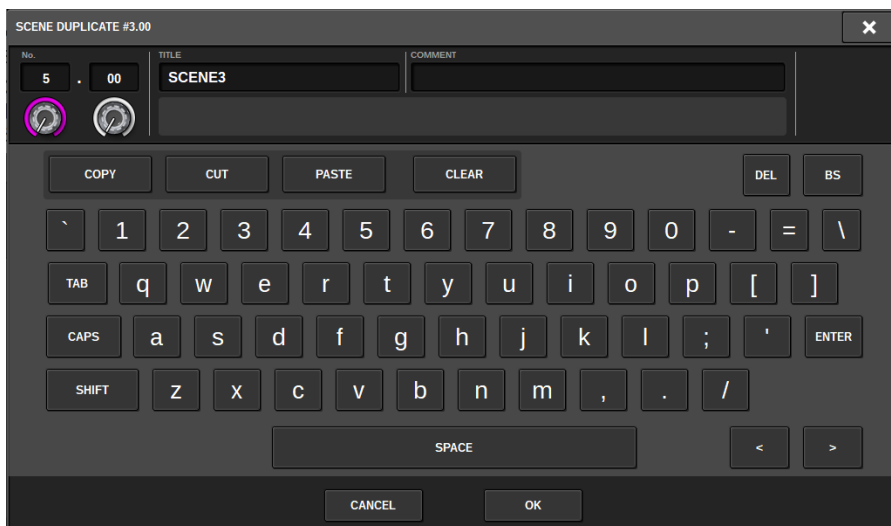 SCENE DUPLICATE #3.00 ×
No. TITLE COMMENT
5 . 00 SCENE3
COPY CUT PASTE CLEAR DEL BS
` 1 2 3 4 5 6 7 8 9 0 - = \
TAB q w e r t y u i o p [ ]
CAPS a s d f g h j k l ; ' ENTER
SHIFT z x c v b n m , . /
SPACE < >
CANCEL OK